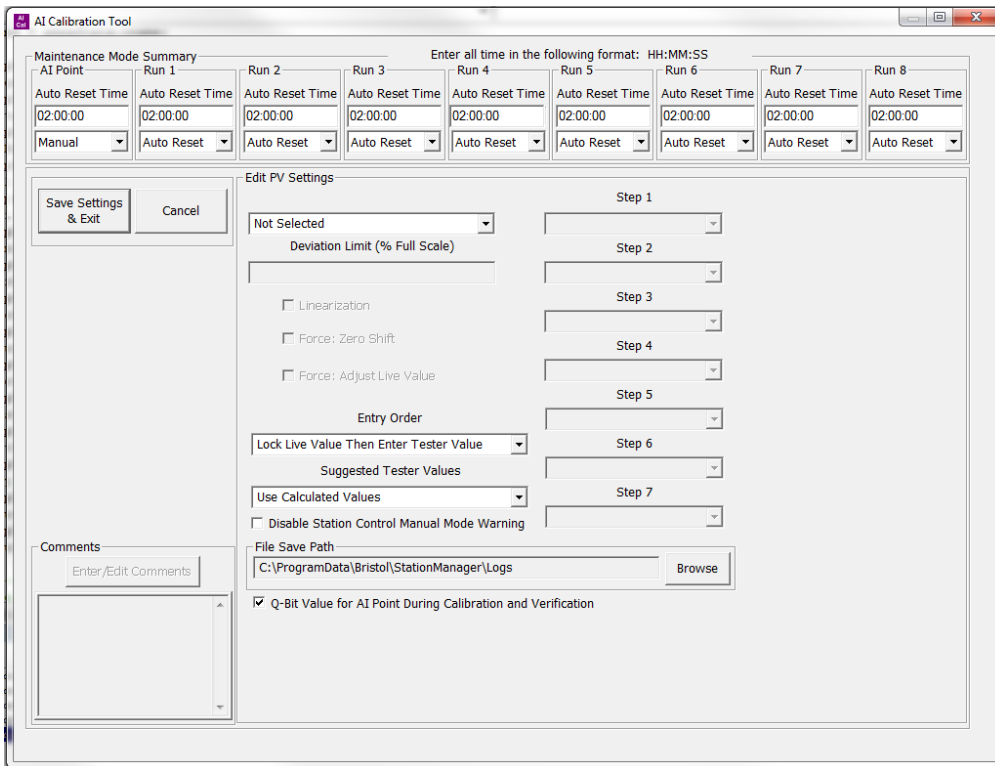 AI Cal AI Calibration Tool
Maintenance Mode Summary Enter all time in the following format: HH:MM:SS
AI Point Run 1 Run 2 Run 3 Run 4 Run 5 Run 6 Run 7 Run 8
Auto Reset Time Auto Reset Time Auto Reset Time Auto Reset Time Auto Reset Time Auto Reset Time Auto Reset Time Auto Reset Time Auto Reset Time
02:00:00 02:00:00 02:00:00 02:00:00 02:00:00 02:00:00 02:00:00 02:00:00 02:00:00
Manual Auto Reset Auto Reset Auto Reset Auto Reset Auto Reset Auto Reset Auto Reset Auto Reset
Save Settings
& Exit
Cancel
Edit PV Settings
Not Selected
Deviation Limit (% Full Scale)
Linearization
Force: Zero Shift
Force: Adjust Live Value
Entry Order
Lock Live Value Then Enter Tester Value
Suggested Tester Values
Use Calculated Values
Disable Station Control Manual Mode Warning
Step 1
Step 2
Step 3
Step 4
Step 5
Step 6
Step 7
File Save Path
C:\ProgramData\Bristol\StationManager\Logs
Browse
Q-Bit Value for AI Point During Calibration and Verification
Comments
Enter/Edit Comments